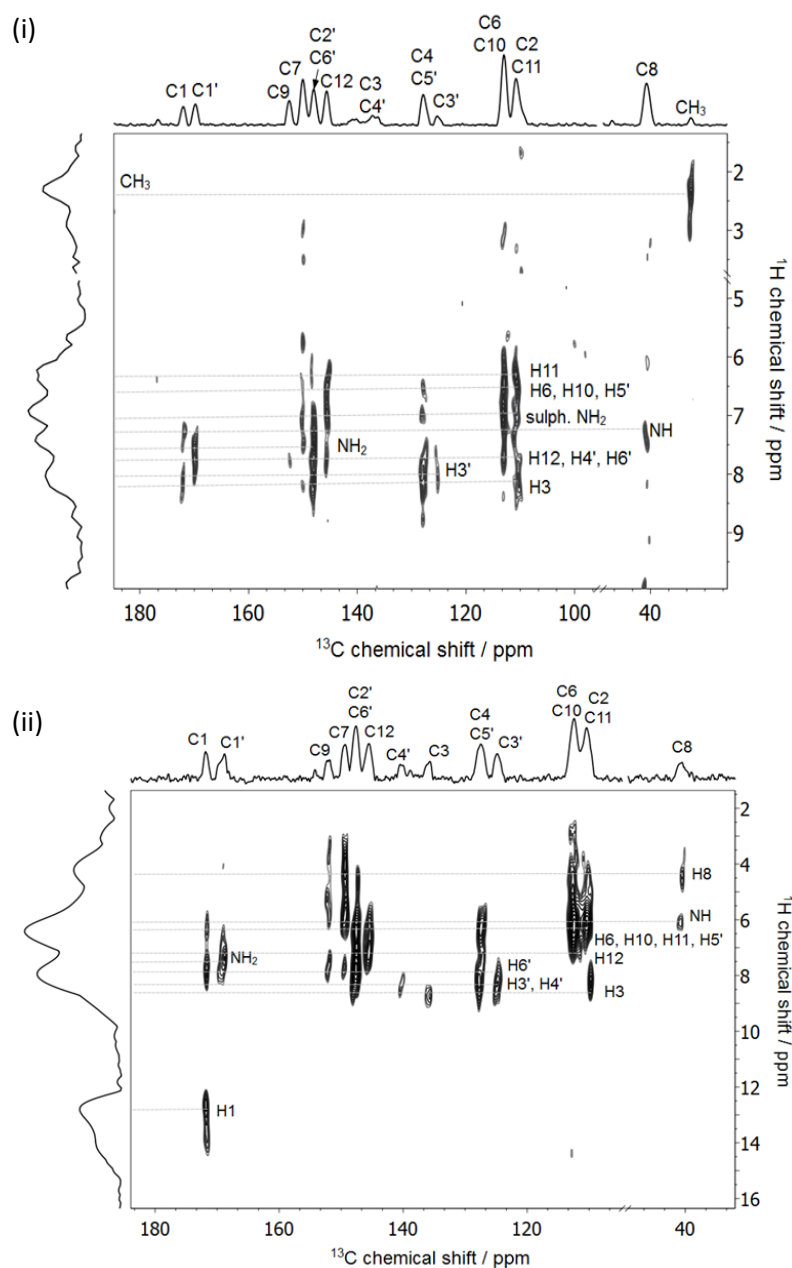 (i)
C6
C10
C2
C11
C2'
C6'
C7
C12
C3
C4'
C4
C5'
C3'
C8
C1
C1'
C9
CH₃
CH₃
2
3
5
6
7
8
9
¹H chemical shift / ppm
H11
H6, H10, H5'
sulph. NH₂
NH
NH₂
H12, H4', H6'
H3'
H3
180
160
140
120
100
40
¹³C chemical shift / ppm
(ii)
C2'
C6'
C6
C10
C2
C11
C1
C1'
C9
C7
C12
C4'
C3
C4
C5'
C3'
C8
2
4
6
8
10
12
14
16
¹H chemical shift / ppm
H8
NH
H6, H10, H11, H5'
H12
NH₂
H6'
H3', H4'
H3
H1
180
160
140
120
40
¹³C chemical shift / ppm